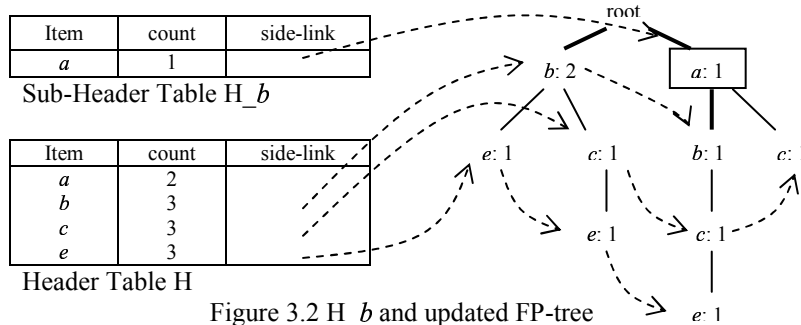 root
Item count side-link
a 1
Sub-Header Table H_b
b: 2 a: 1
Item count side-link
a 2
b 3
c 3
e 3
Header Table H
e: 1 c: 1 b: 1 c:
e: 1 c: 1
e: 1
Figure 3.2 H_b and updated FP-tree